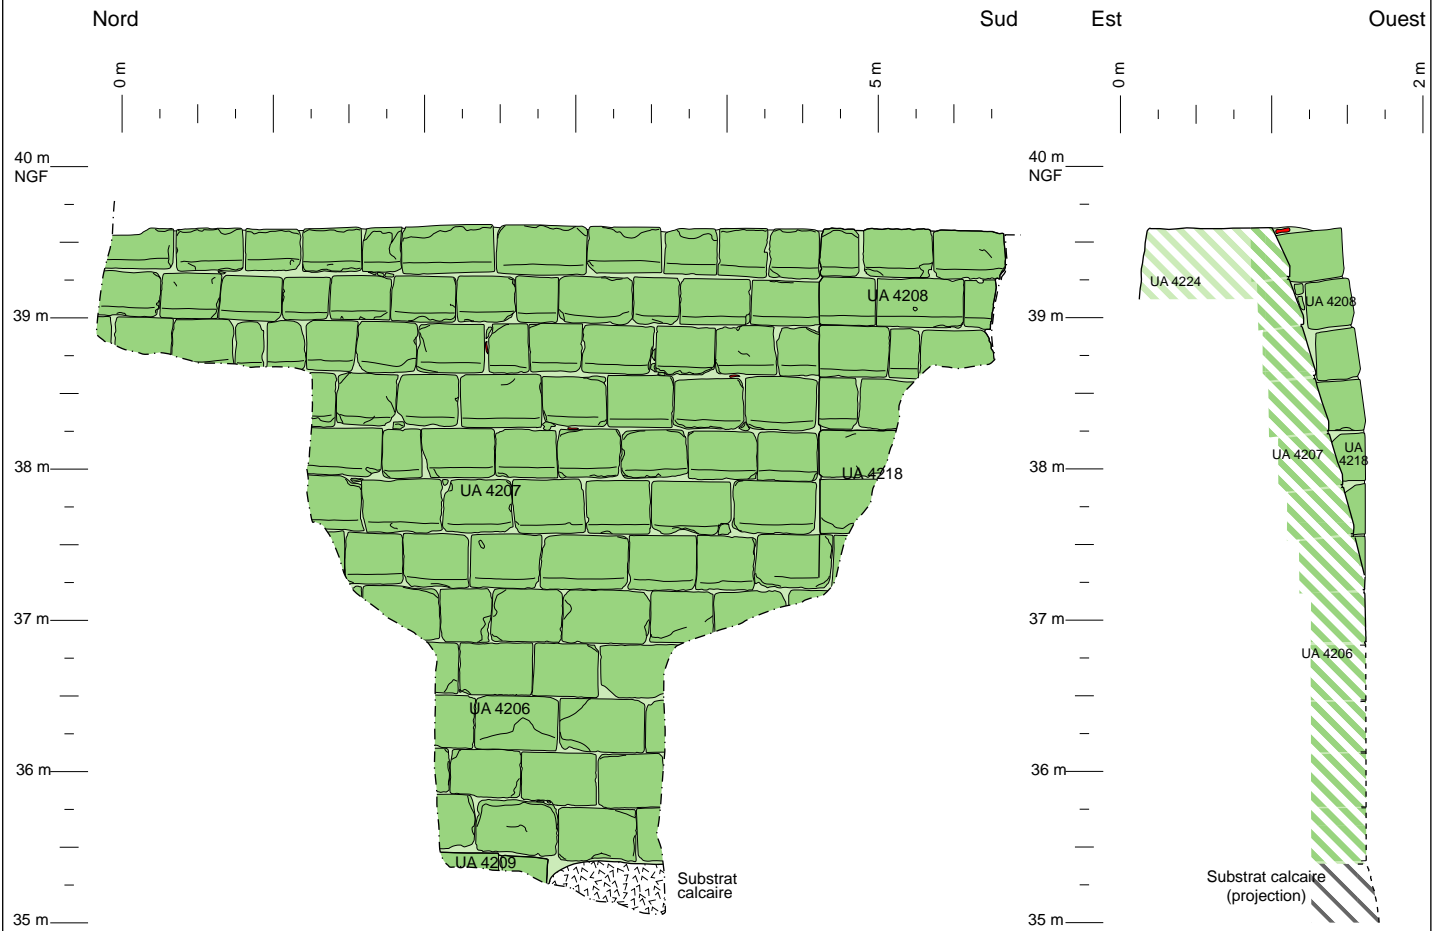 Nord
Sud
Est
Ouest
0 m
5 m
0 m
2 m
40 m
NGF
39 m
38 m
37 m
36 m
35 m
UA 4208
UA 4218
UA 4207
UA 4206
UA 4209
Substrat
calcaire
40 m
NGF
39 m
38 m
37 m
36 m
35 m
UA 4224
UA 4208
UA 4207
UA
4218
UA 4206
Substrat calcaire
(projection)